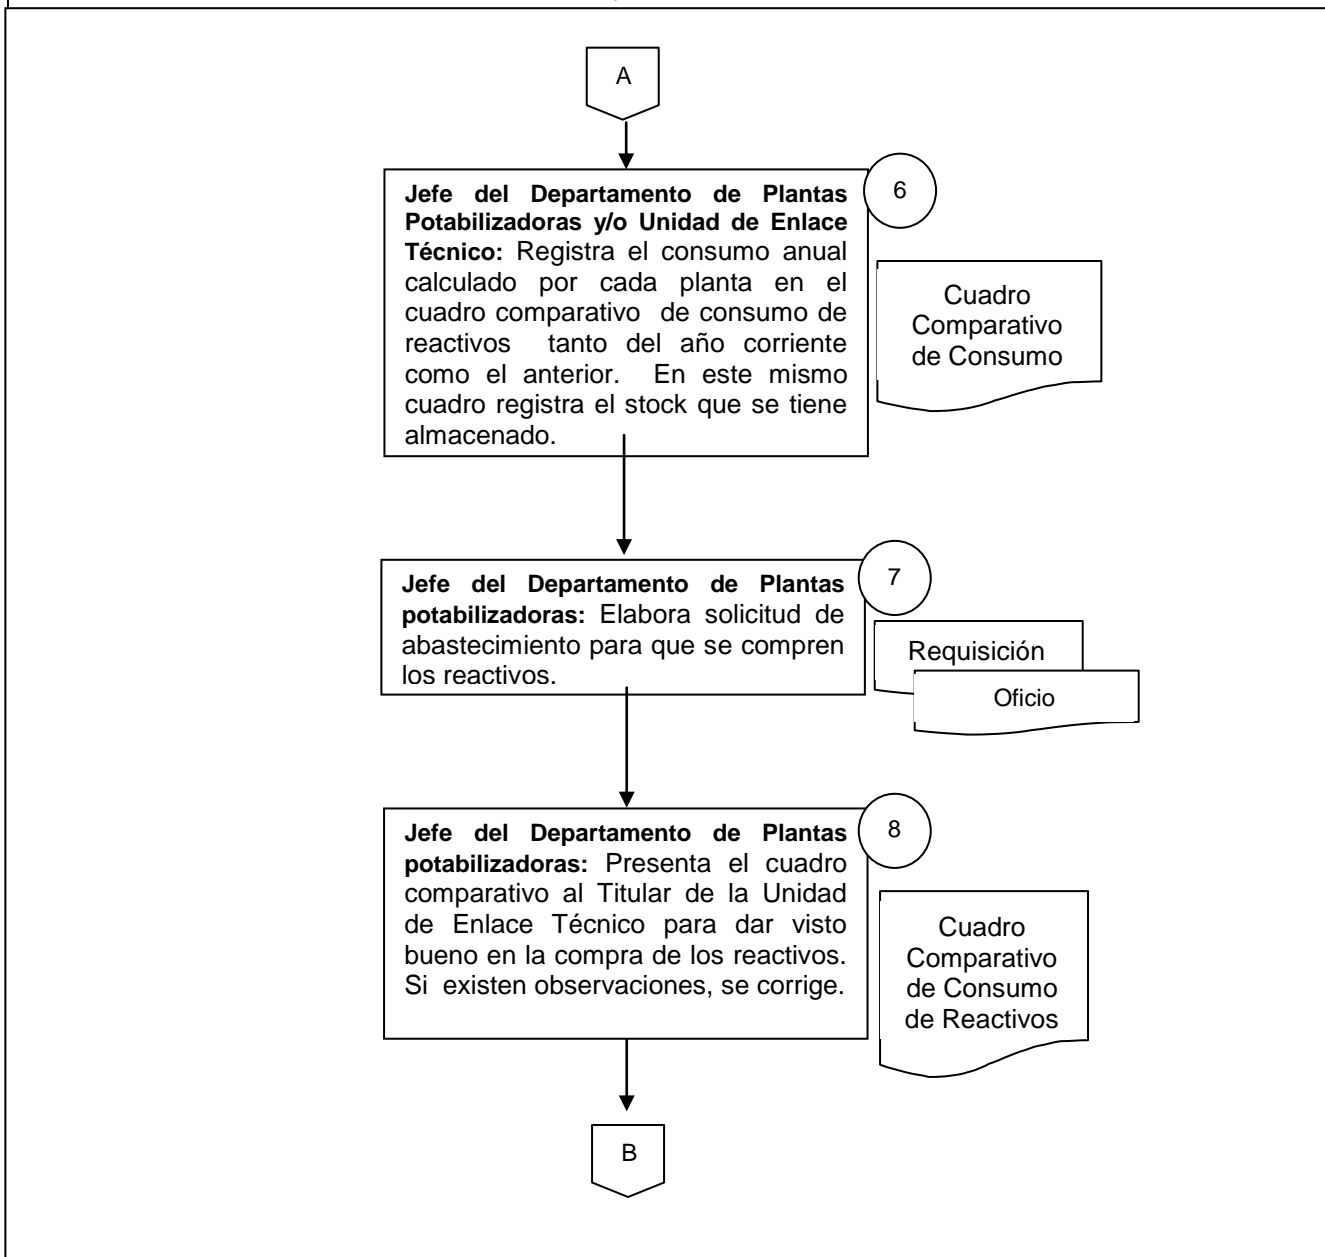 A
Jefe del Departamento de Plantas
Potabilizadoras y/o Unidad de Enlace
Técnico: Registra el consumo anual
calculado por cada planta en el
cuadro comparativo de consumo de
reactivos tanto del año corriente
como el anterior. En este mismo
cuadro registra el stock que se tiene
almacenado.
6
Cuadro
Comparativo
de Consumo
Jefe del Departamento de Plantas
potabilizadoras: Elabora solicitud de
abastecimiento para que se compren
los reactivos.
7
Requisición
Oficio
Jefe del Departamento de Plantas
potabilizadoras: Presenta el cuadro
comparativo al Titular de la Unidad
de Enlace Técnico para dar visto
bueno en la compra de los reactivos.
Si existen observaciones, se corrige.
8
Cuadro
Comparativo
de Consumo
de Reactivos
B